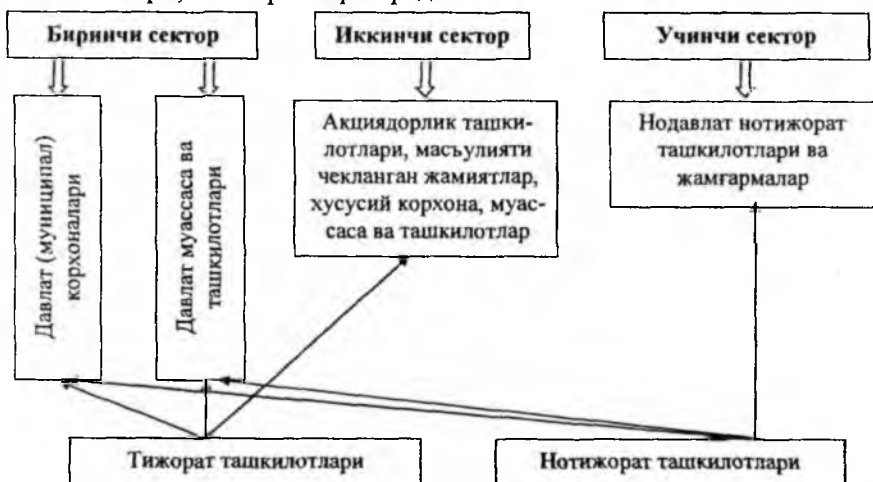 Биринчи сектор
Иккинчи сектор
Учинчи сектор
Давлат (муниципал)
корхоналари
Давлат муассаса ва
ташкилотлари
Акциядорлик ташки-
лотлари, масъулияти
чекланган жамиятлар,
хусусий корхона, муас-
саса ва ташкилотлар
Нодавлат нотижорат
ташкилотлари ва
жамғармалар
Тижорат ташкилотлари
Нотижорат ташкилотлари